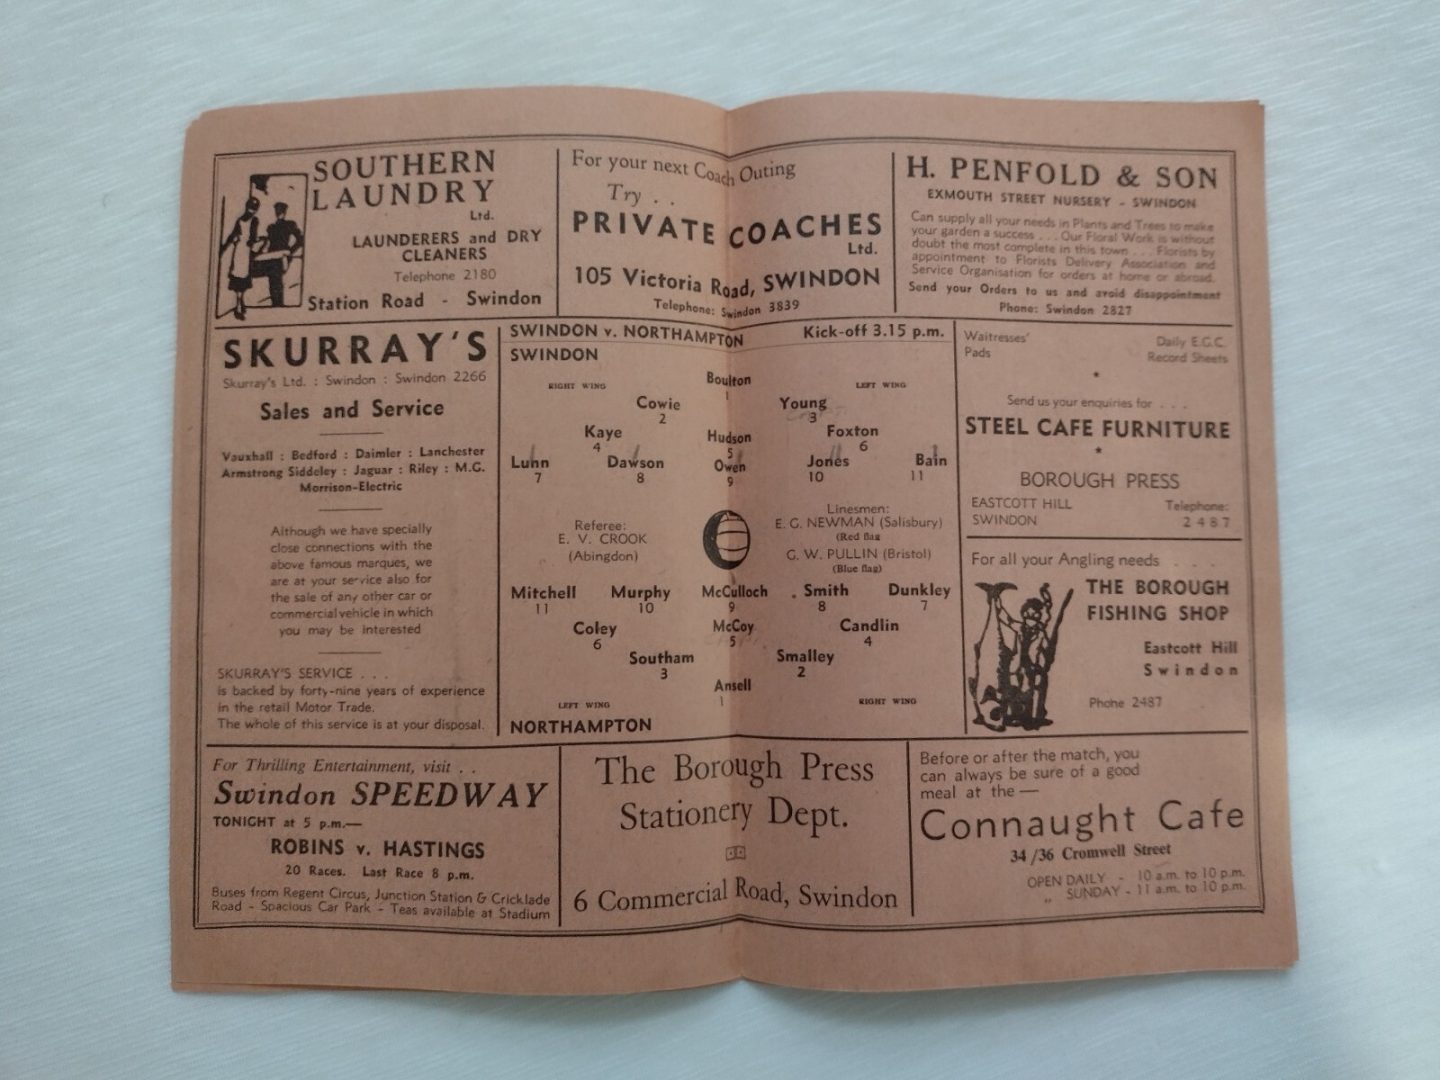 SOUTHERN
LAUNDRY
Ltd.
LAUNDERERS and DRY
CLEANERS
Telephone 2180
Station Road - Swindon
For your next Coach Outing
Try . .
PRIVATE COACHES
Ltd.
105 Victoria Road, SWINDON
Telephone: Swindon 3839
H. PENFOLD & SON
EXMOUTH STREET NURSERY - SWINDON
Can supply all your needs in Plants and Trees to make
your garden a success . . . Our Floral Work is without
doubt the most complete in this town . . . Florists by
appointment to Florists Delivery Association and
Service Organisation for orders at home or abroad.
Send your Orders to us and avoid disappointment
Phone: Swindon 2827
SKURRAY'S
Skurray's Ltd. : Swindon : Swindon 2266
Sales and Service
Vauxhall : Bedford : Daimler : Lanchester
Armstrong Siddeley : Jaguar : Riley : M.G.
Morrison-Electric
Although we have specially
close connections with the
above famous marques, we
are at your service also for
the sale of any other car or
commercial vehicle in which
you may be interested
SKURRAY'S SERVICE . . .
is backed by forty-nine years of experience
in the retail Motor Trade.
The whole of this service is at your disposal.
SWINDON v. NORTHAMPTON Kick-off 3.15 p.m.
SWINDON
Boulton
RIGHT WING 1 LEFT WING
Cowie Young
2 3
Kaye Hudson Foxton
4 5 6
Lunn Dawson Owen Jones Bain
7 8 9 10 11
Referee:
E. V. CROOK
(Abingdon)
Linesmen:
E. G. NEWMAN (Salisbury)
(Red flag
G. W. PULLIN (Bristol)
(Blue flag)
Mitchell Murphy McCulloch Smith Dunkley
11 10 9 8 7
Coley McCoy Candlin
6 5 4
Southam Smalley
3 2
Ansell
1
LEFT WING RIGHT WING
NORTHAMPTON
Waitresses' Daily E.G.C.
Pads Record Sheets
*
Send us your enquiries for . . .
STEEL CAFE FURNITURE
*
BOROUGH PRESS
EASTCOTT HILL Telephone:
SWINDON 2 4 8 7
For all your Angling needs . . .
THE BOROUGH
FISHING SHOP
Eastcott Hill
Swindon
Phone 2487
For Thrilling Entertainment, visit . .
Swindon SPEEDWAY
TONIGHT at 5 p.m.—
ROBINS v. HASTINGS
20 Races. Last Race 8 p.m.
Buses from Regent Circus, Junction Station & Cricklade
Road - Spacious Car Park - Teas available at Stadium
The Borough Press
Stationery Dept.
6 Commercial Road, Swindon
Before or after the match, you
can always be sure of a good
meal at the —
Connaught Cafe
34/36 Cromwell Street
OPEN DAILY - 10 a.m. to 10 p.m.
„ SUNDAY - 11 a.m. to 10 p.m.